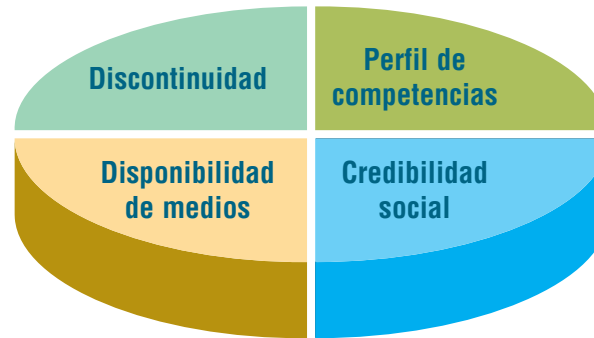 Discontinuidad
Perfil de
competencias
Disponibilidad
de medios
Credibilidad
social